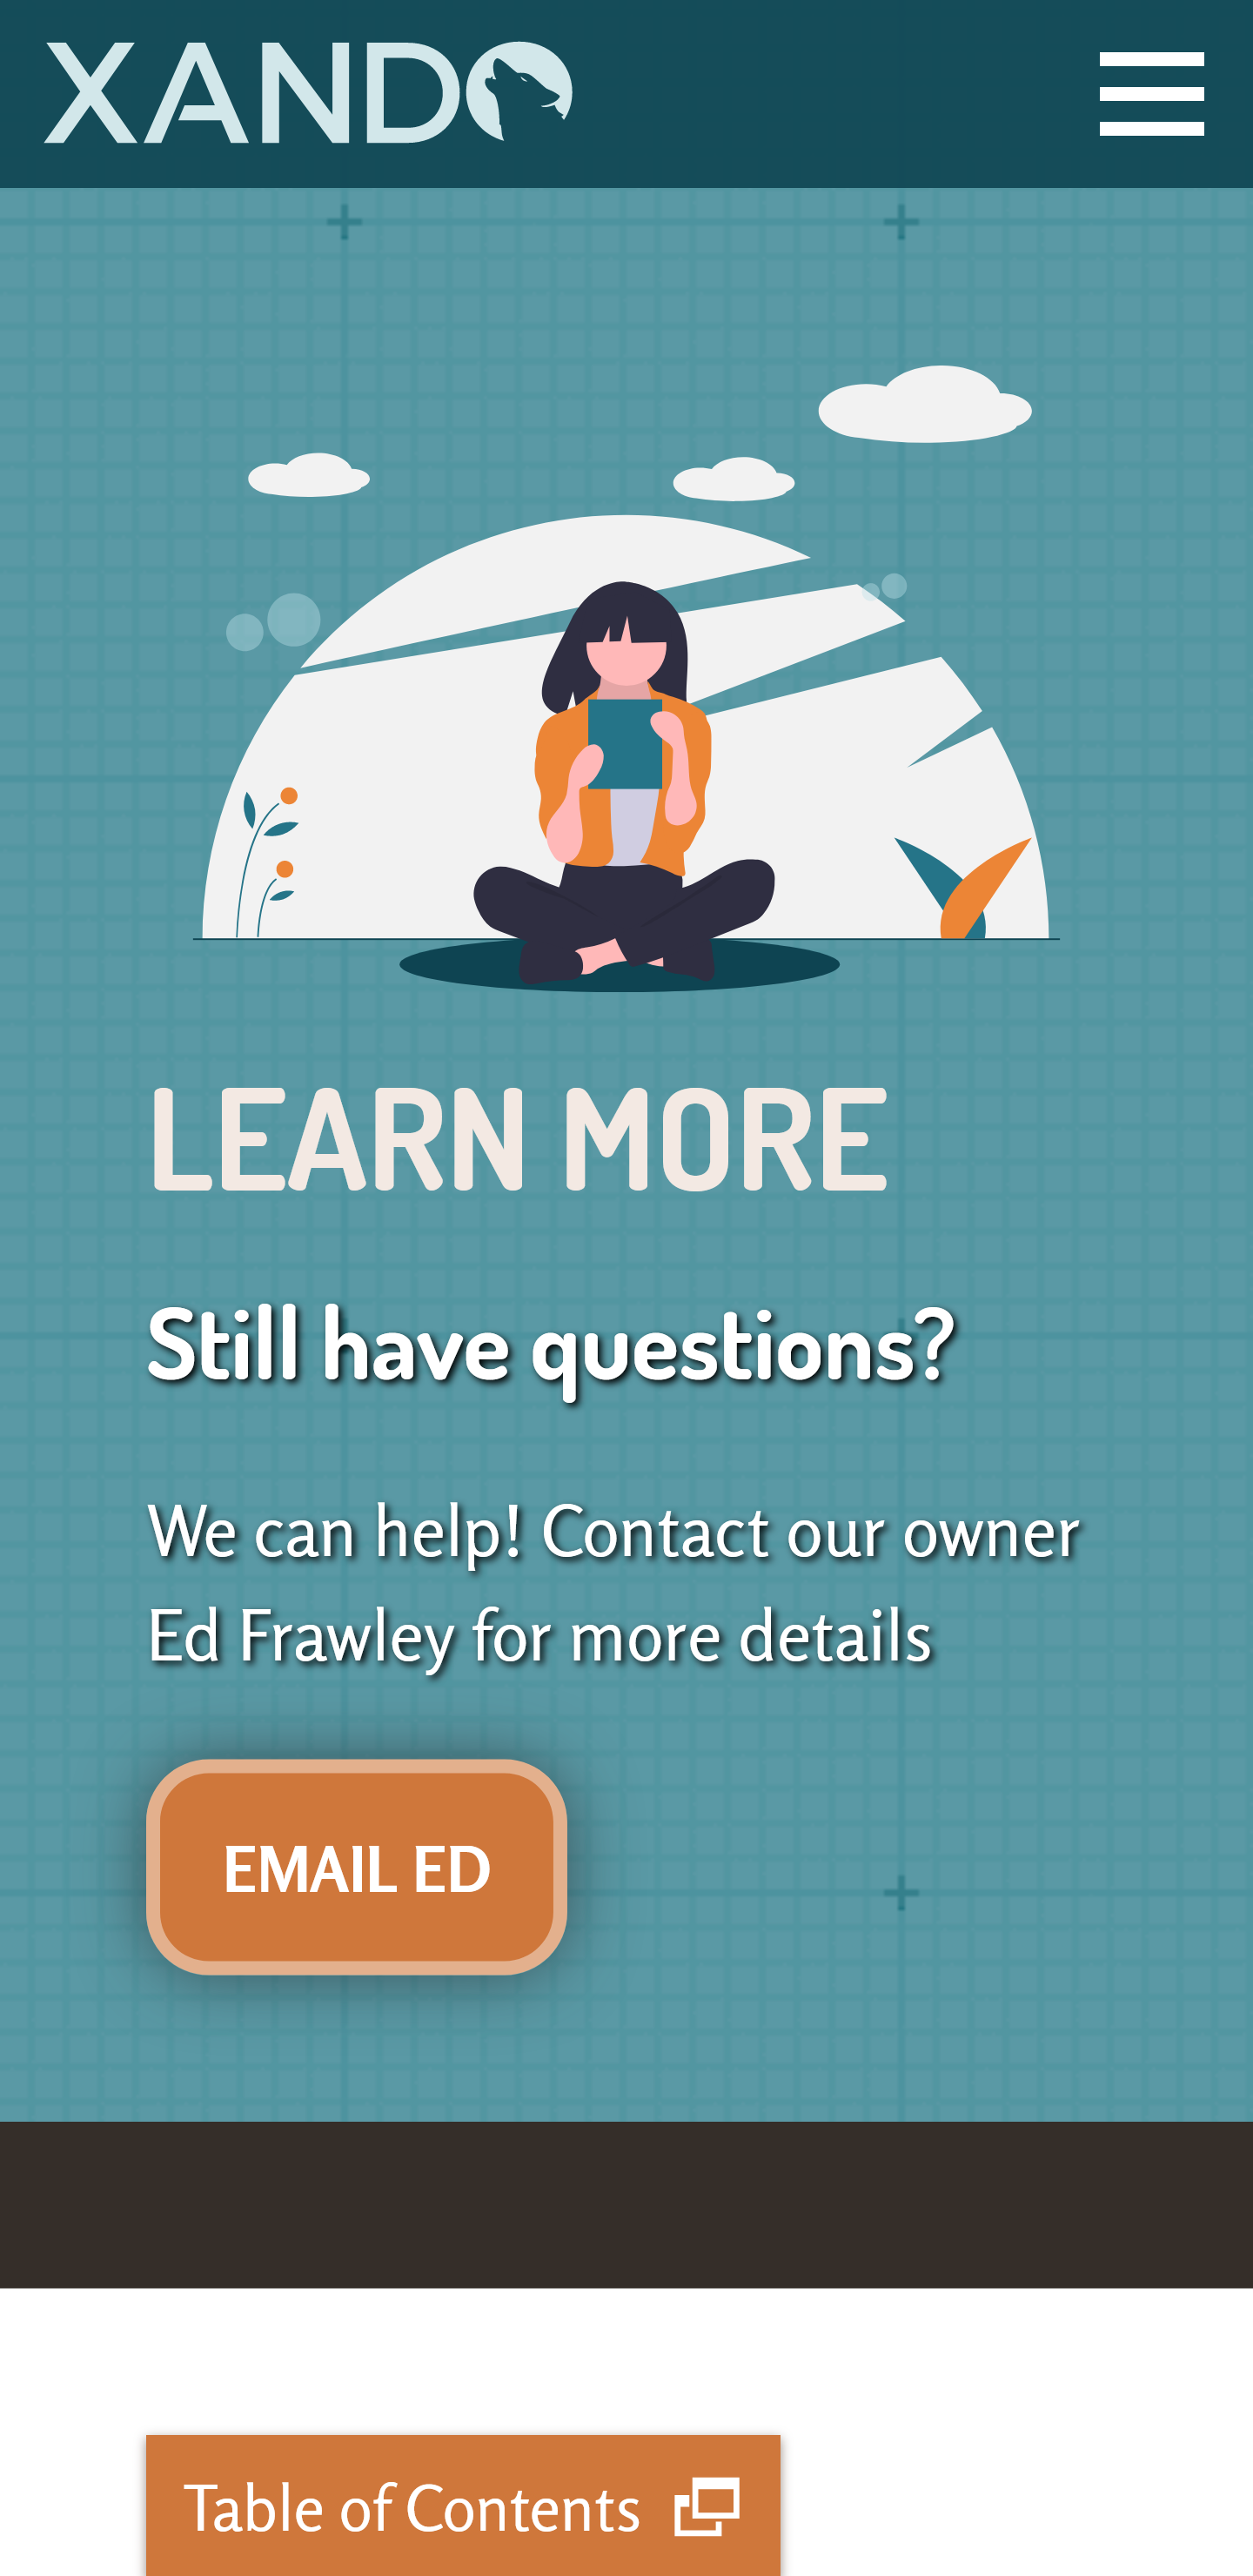 XANDO
LEARN MORE
Still have questions?
We can help! Contact our owner
Ed Frawley for more details
EMAIL ED
Table of Contents